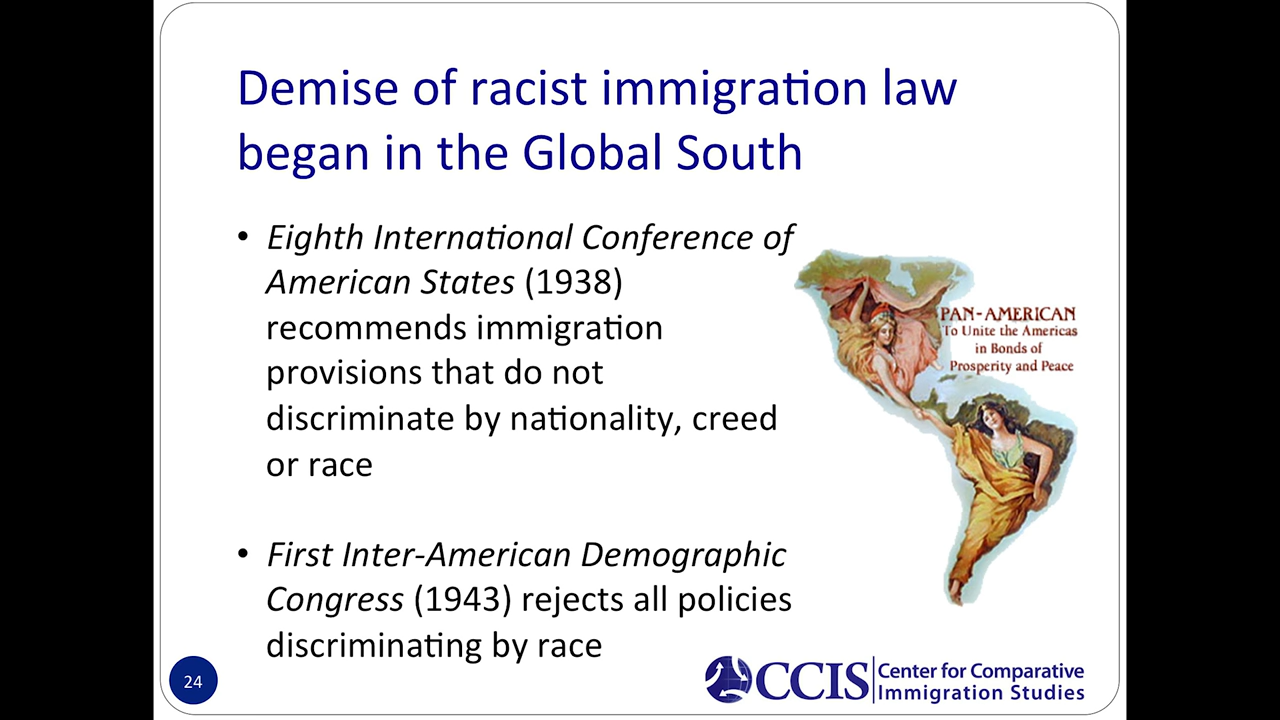 Demise of racist immigration law
began in the Global South
• Eighth International Conference of
American States (1938)
recommends immigration
provisions that do not
discriminate by nationality, creed
or race
PAN-AMERICAN
To Unite the Americas
in Bonds of
Prosperity and Peace
• First Inter-American Demographic
Congress (1943) rejects all policies
discriminating by race
24
CCIS Center for Comparative
Immigration Studies